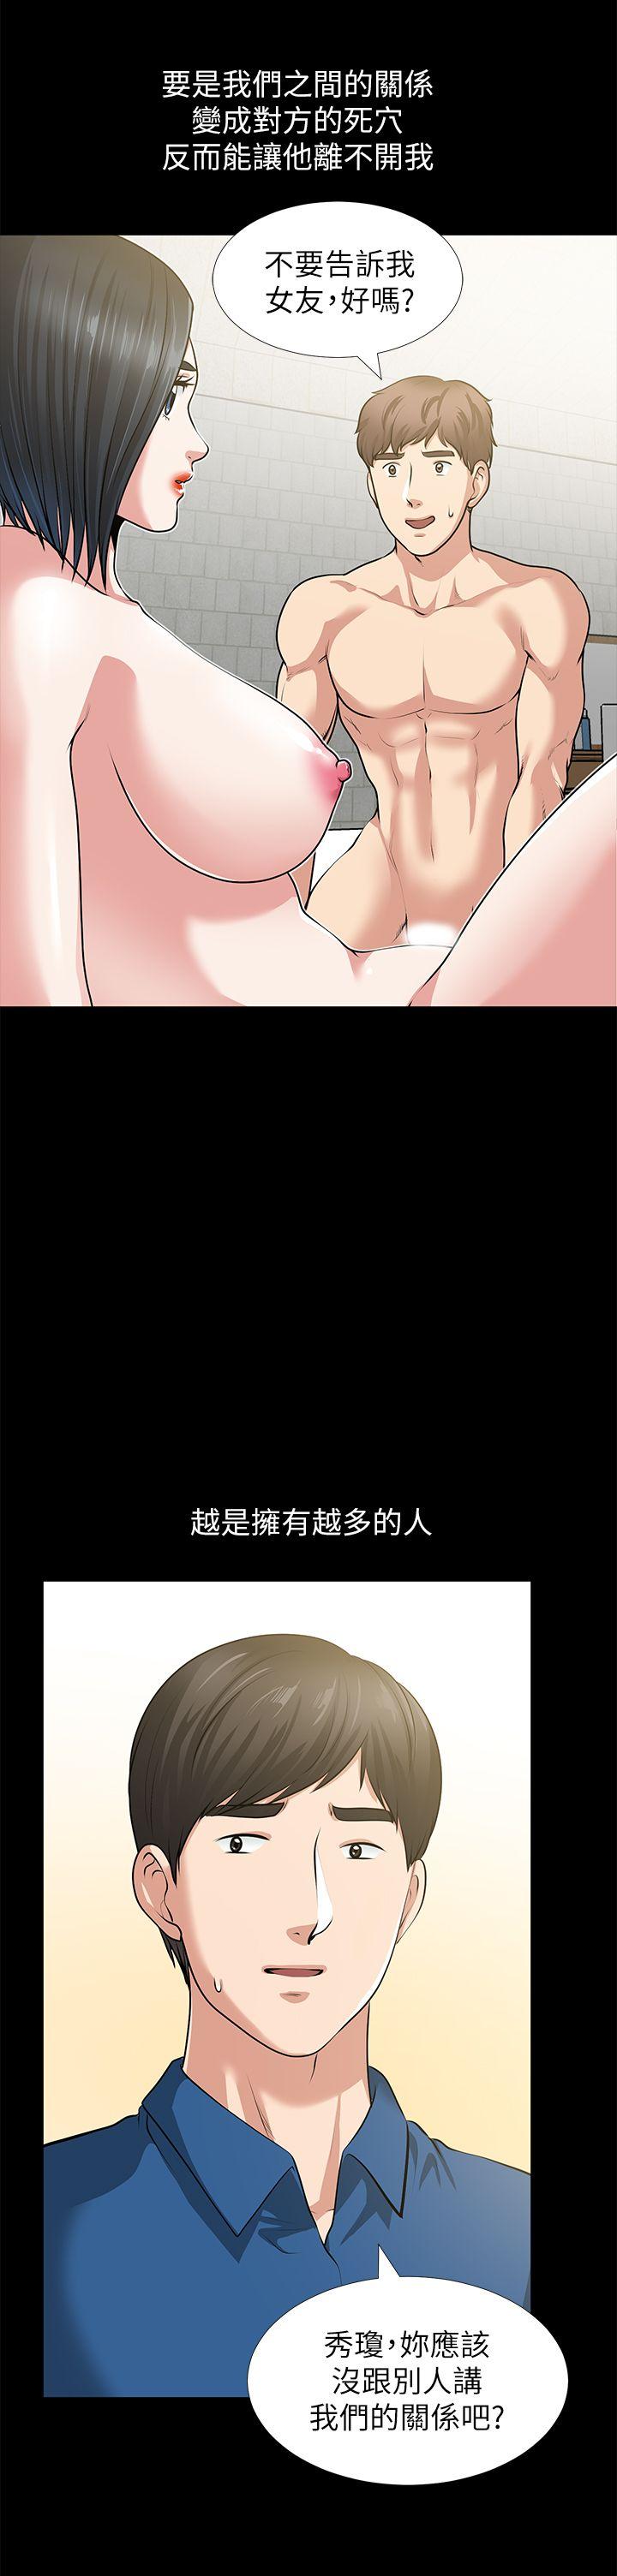 要是我們之間的關係
變成對方的死穴
反而能讓他離不開我
不要告訴我
女友，好嗎？
越是擁有越多的人
秀瓊，妳應該
沒跟別人講
我們的關係吧？